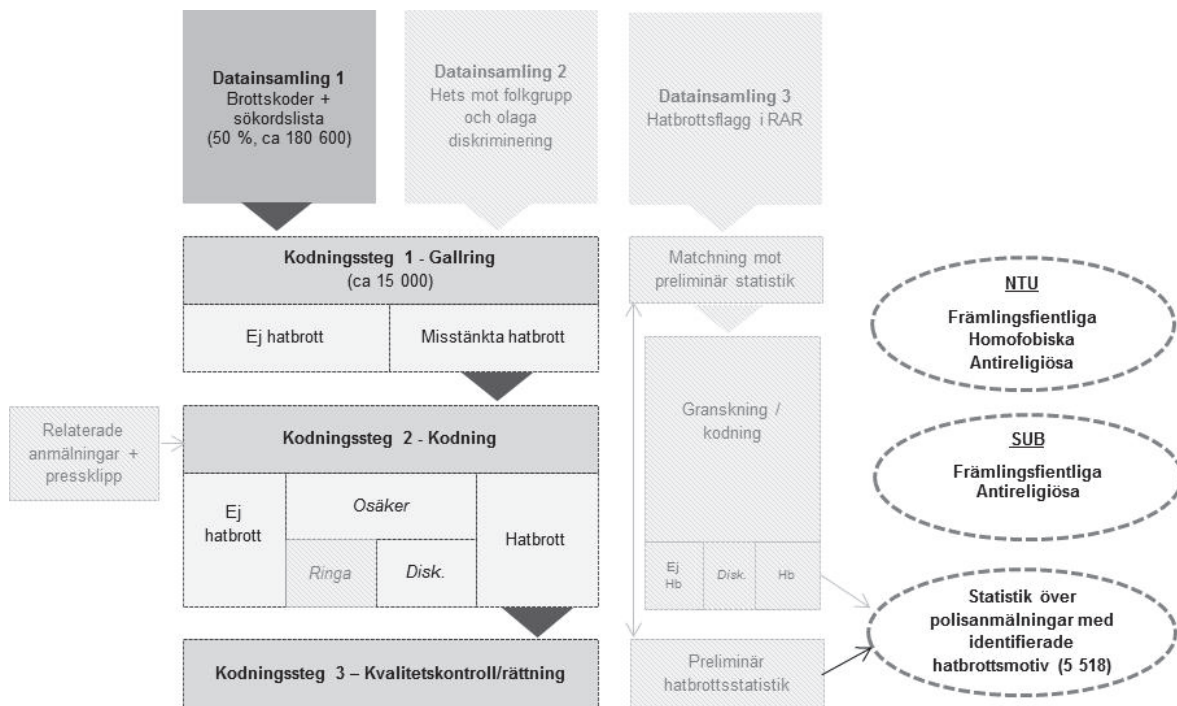 Datainsamling 1
Brottskoder +
sökordslista
(50 %, ca 180 600)
Datainsamling 2
Hets mot folkgrupp
och olaga
diskriminering
Datainsamling 3
Hatbrottsflagg i RAR
Kodningssteg 1 - Gallring
(ca 15 000)
Ej hatbrott
Misstänkta hatbrott
Matchning mot
preliminär statistik
Relaterade
anmälningar +
pressklipp
Kodningssteg 2 - Kodning
Ej
hatbrott
Osäker
Ringa
Disk.
Hatbrott
Granskning /
kodning
Ej
Hb
Disk.
Hb
Kodningssteg 3 – Kvalitetskontroll/rättning
Preliminär
hatbrottsstatistik
NTU
Främlingsfientliga
Homofobiska
Antireligiösa
SUB
Främlingsfientliga
Antireligiösa
Statistik över
polisanmälningar med
identifierade
hatbrottsmotiv (5 518)